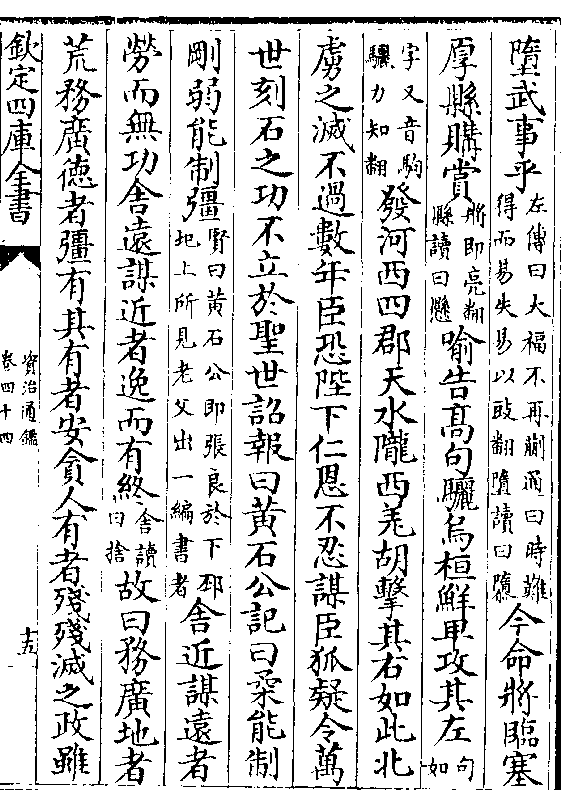 隳武事乎左傳曰大福不再蒯通曰時難得而易失易以豉翻隳讀曰隳今命將臨塞
厚縣購賞將即亮翻縣讀曰懸喻告髙句驪烏桓鮮卑攻其左句如
字又音駒驪力知翻發河西四郡天水隴西羌胡擊其右如此北
虜之滅不過數年臣恐陛下仁恩不忍謀臣狐疑令萬
世刻石之功不立於聖世詔報曰黄石公記曰柔能制
剛弱能制彊賢曰黄石公即張良於下邳圯上所見老父出一編書者舍近謀逺者
勞而無功舍逺謀近者逸而有終舍讀曰捨故曰務廣地者
荒務廣徳者彊有其有者安貪人有者殘殘滅之政雖
欽定四庫全書
資治通鑑
卷四十四
十五